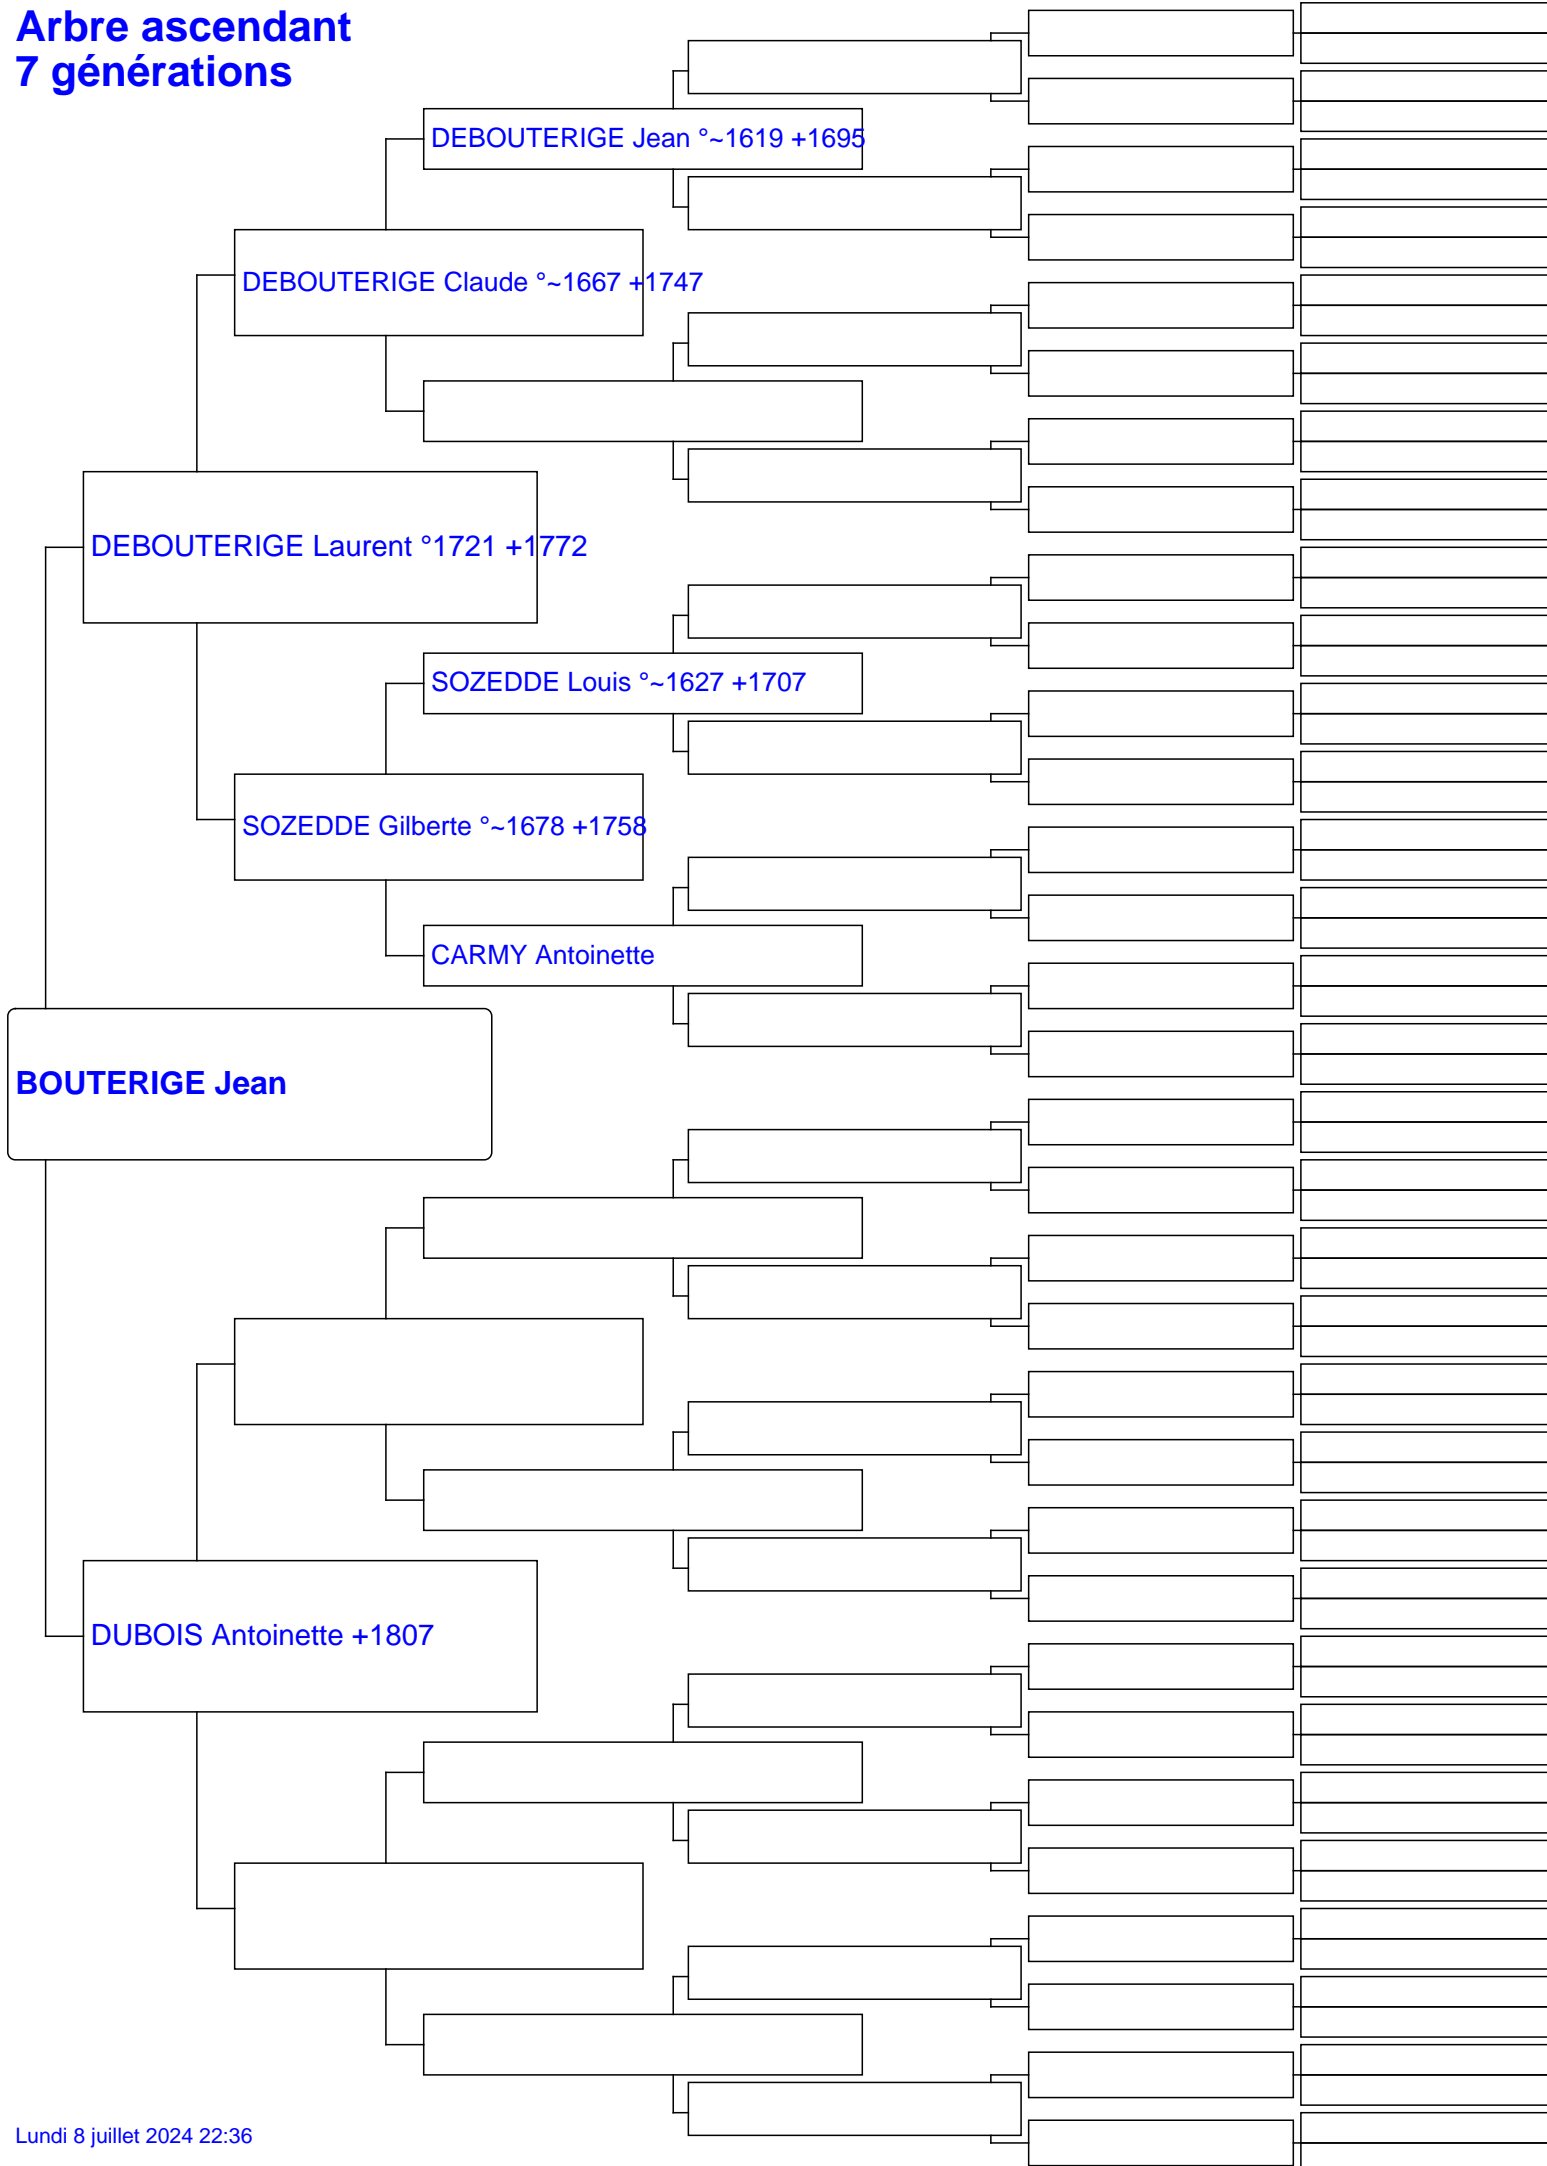 Arbre ascendant
7 générations
DEBOUTERIGE Jean °~1619 +1695
DEBOUTERIGE Claude °~1667 +1747
DEBOUTERIGE Laurent °1721 +1772
SOZEDDE Louis °~1627 +1707
SOZEDDE Gilberte °~1678 +1758
CARMY Antoinette
BOUTERIGE Jean
DUBOIS Antoinette +1807
Lundi 8 juillet 2024 22:36